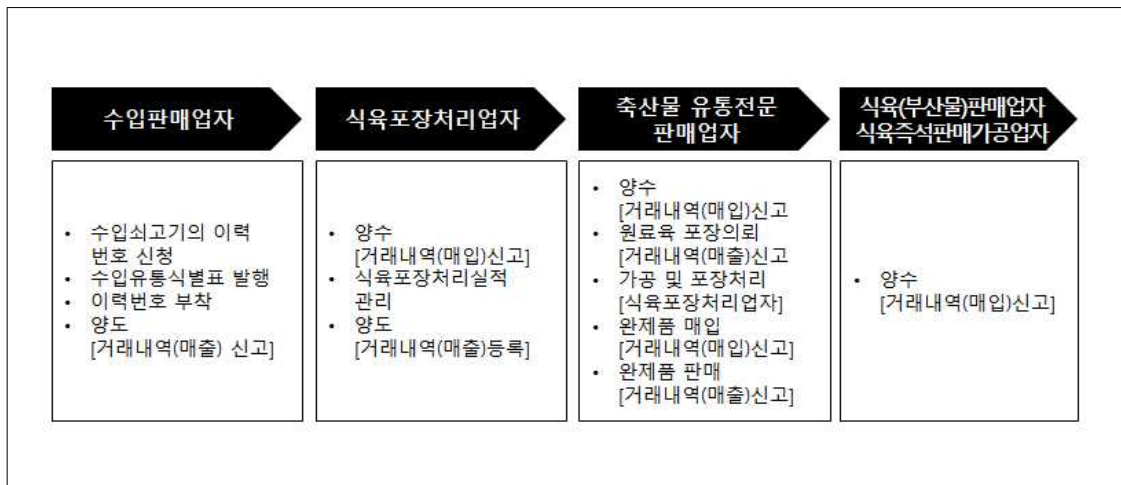 수입판매업자
• 수입쇠고기의 이력
번호 신청
• 수입유통식별표 발행
• 이력번호 부착
• 양도
[거래내역(매출) 신고]
식육포장처리업자
• 양수
[거래내역(매입)신고]
• 식육포장처리실적
관리
• 양도
[거래내역(매출)등록]
축산물 유통전문
판매업자
• 양수
[거래내역(매입)신고
• 원료육 포장의뢰
[거래내역(매출)신고
• 가공 및 포장처리
[식육포장처리업자]
• 완제품 매입
[거래내역(매입)신고]
• 완제품 판매
[거래내역(매출)신고]
식육(부산물)판매업자
식육즉석판매가공업자
• 양수
[거래내역(매입)신고]